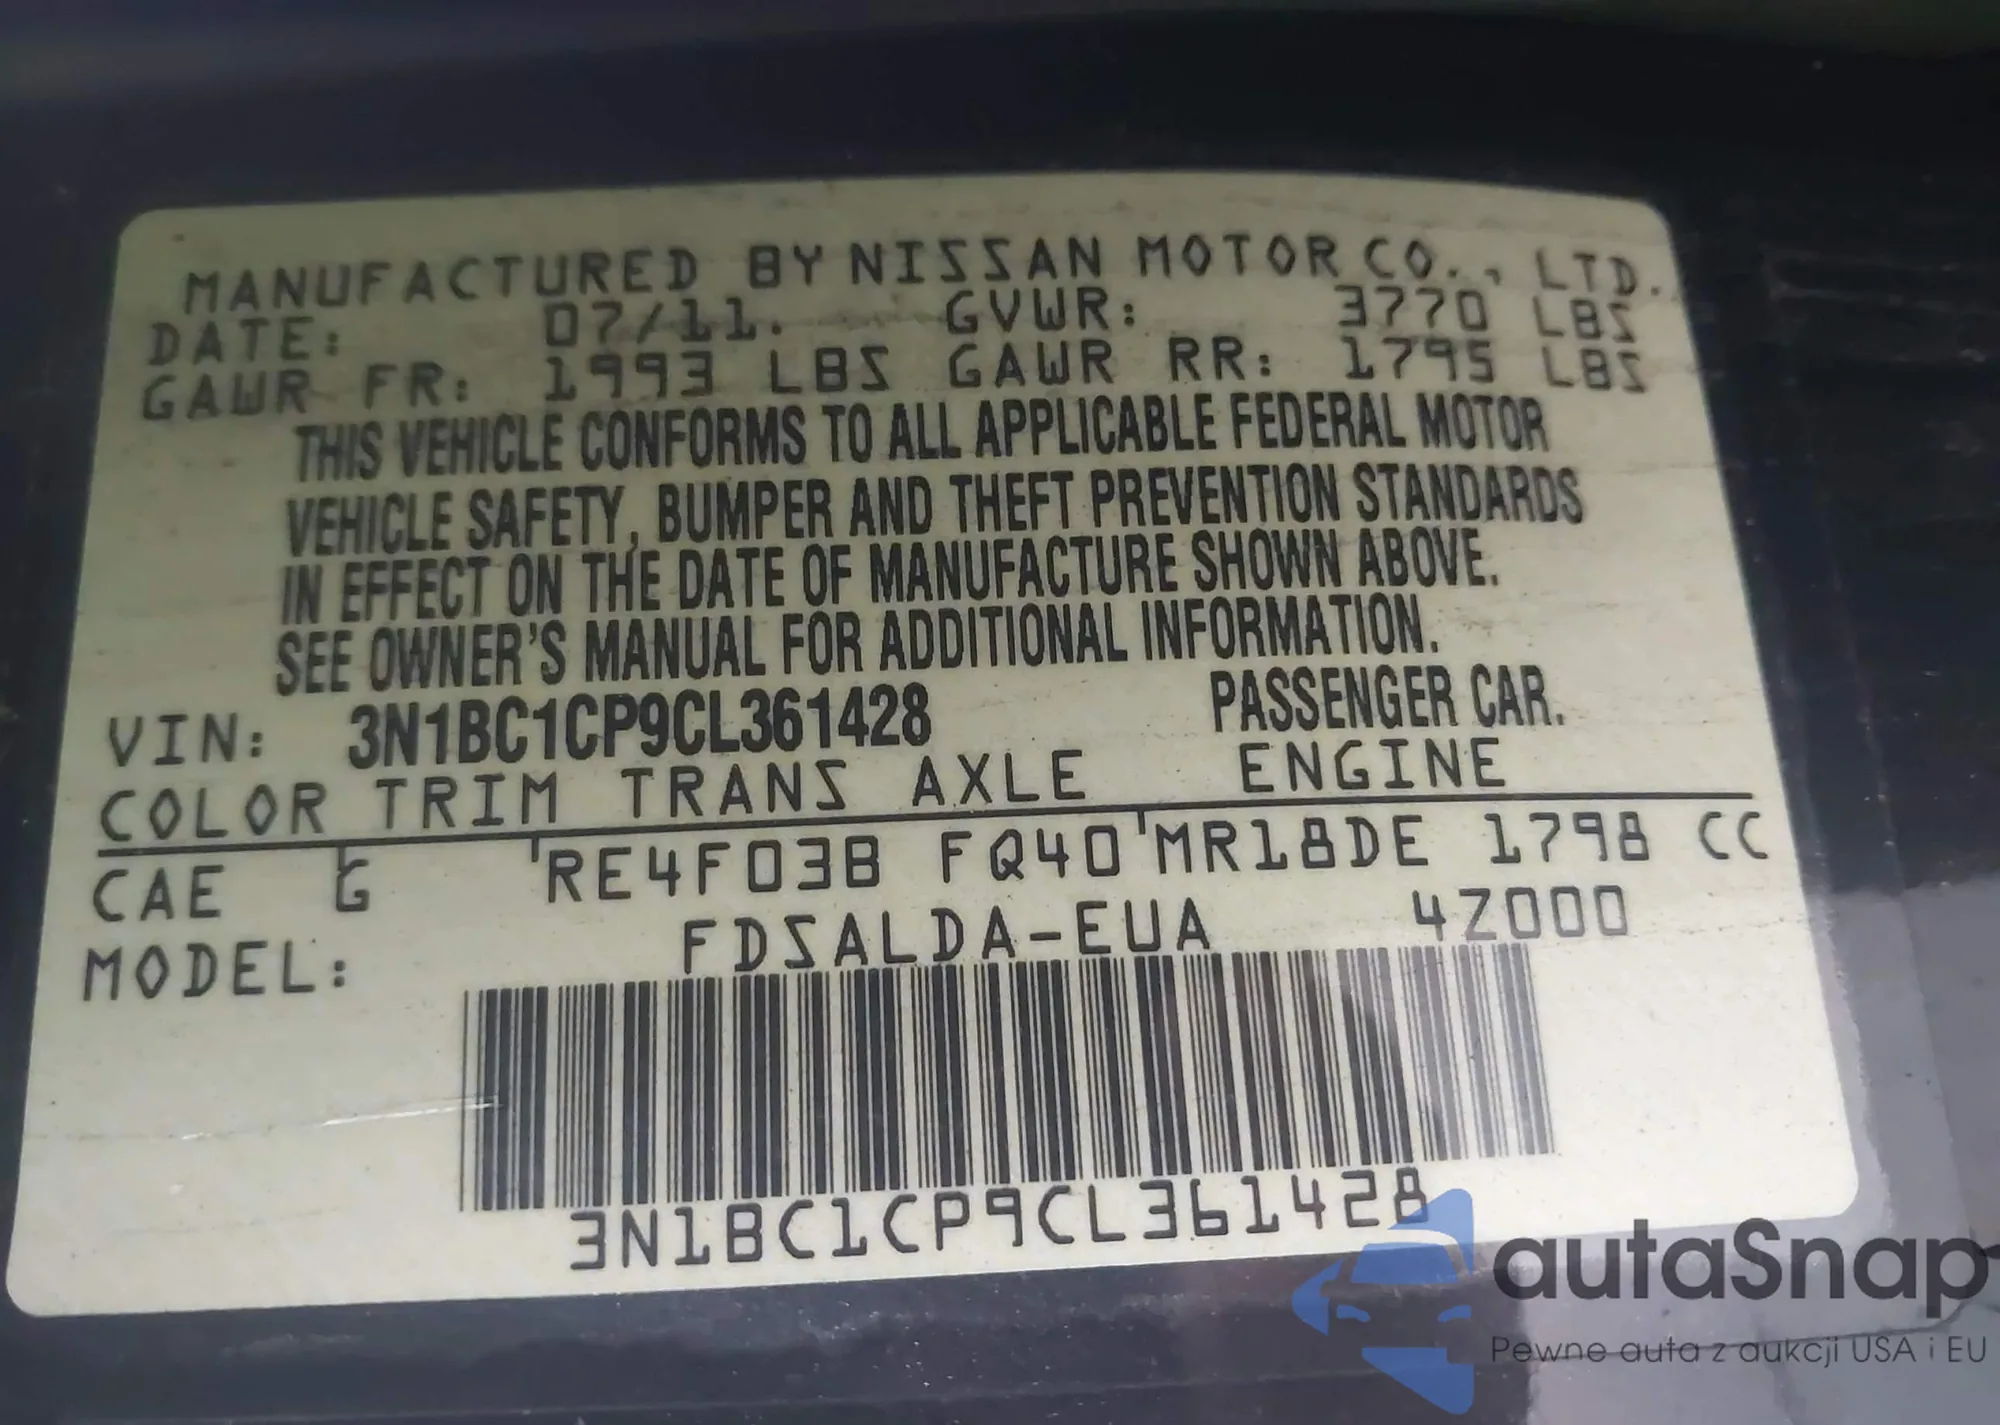 MANUFACTURED BY NISSAN MOTOR CO., LTD.
DATE: 07/11. GVWR: 3770 LBS
GAWR FR: 1993 LBS GAWR RR: 1795 LBS
THIS VEHICLE CONFORMS TO ALL APPLICABLE FEDERAL MOTOR
VEHICLE SAFETY, BUMPER AND THEFT PREVENTION STANDARDS
IN EFFECT ON THE DATE OF MANUFACTURE SHOWN ABOVE.
SEE OWNER'S MANUAL FOR ADDITIONAL INFORMATION.
VIN: 3N1BC1CP9CL361428 PASSENGER CAR.
COLOR TRIM TRANS AXLE ENGINE
CAE G RE4F03B FQ40 MR18DE 1798 CC
MODEL: FDSALDA-EUA 4Z000
3N1BC1CP9CL361428
autaSnap
Pewne auta z aukcji USA i EU